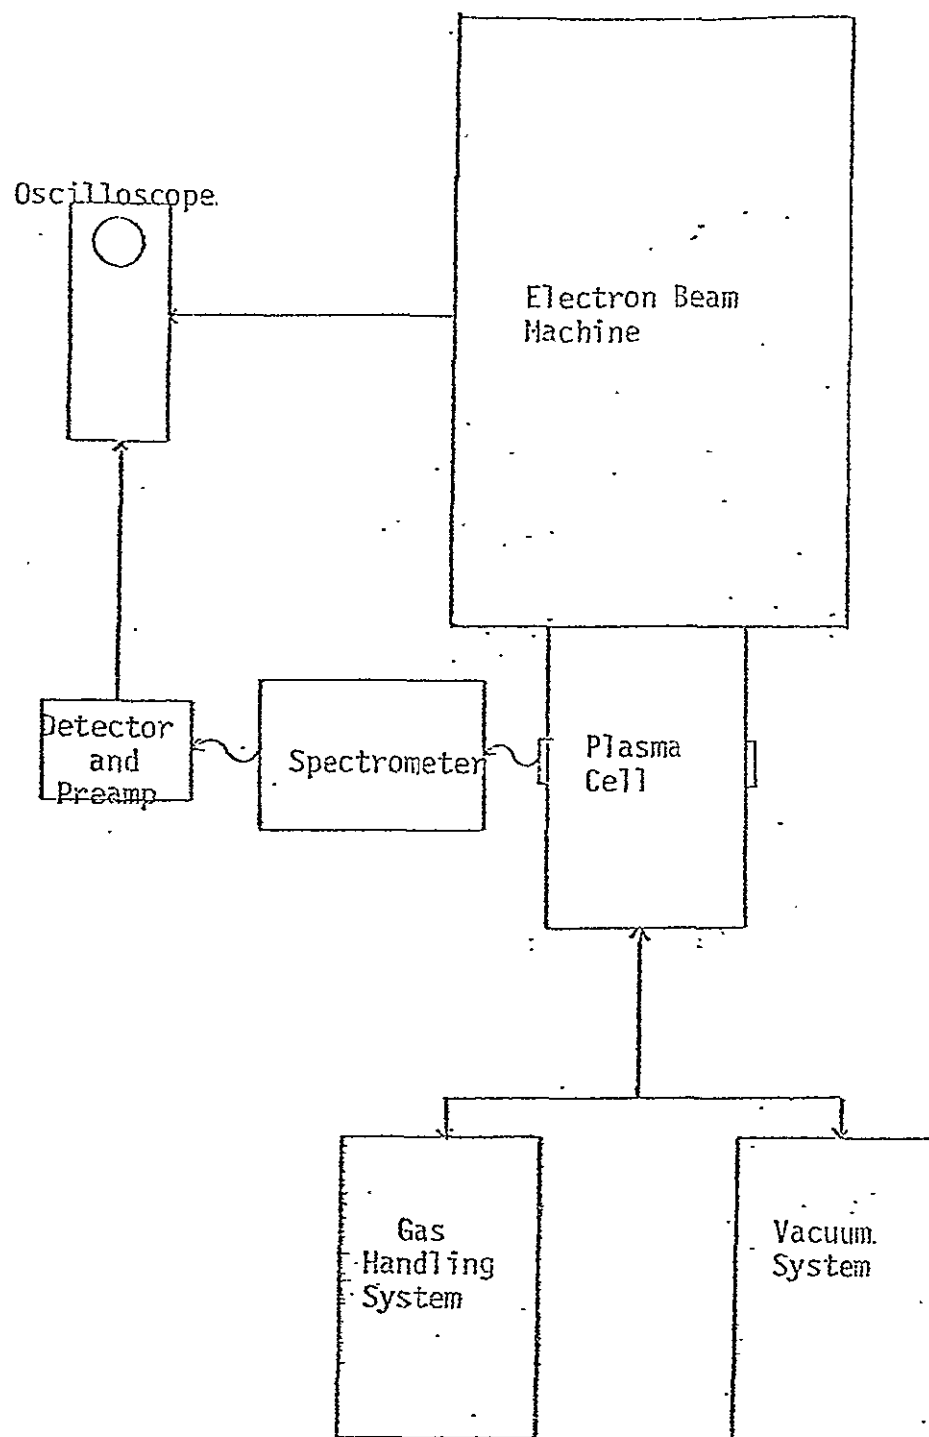 Oscilloscope
Electron Beam
Machine
Detector
and
Preamp
Spectrometer
Plasma
Cell
Gas
Handling
System
Vacuum
System